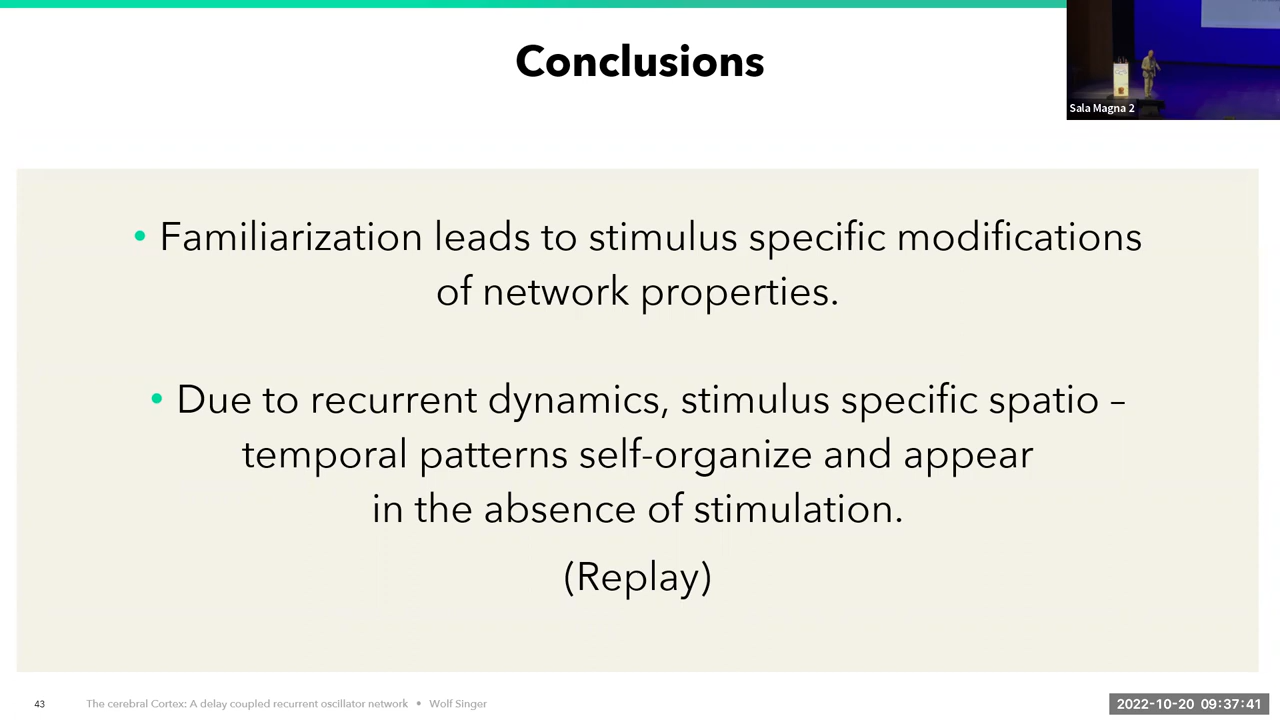 Conclusions
Sala Magna 2
• Familiarization leads to stimulus specific modifications
of network properties.
• Due to recurrent dynamics, stimulus specific spatio –
temporal patterns self-organize and appear
in the absence of stimulation.
(Replay)
43 The cerebral Cortex: A delay coupled recurrent oscillator network • Wolf Singer
2022-10-20 09:37:41